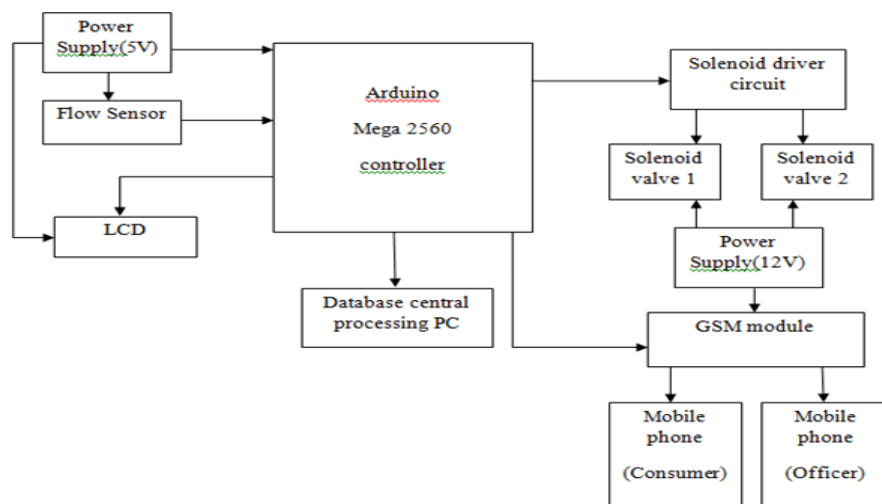 Power
Supply(5V)
Flow Sensor
LCD
Arduino
Mega 2560
controller
Database central
processing PC
Solenoid driver
circuit
Solenoid
valve 1
Solenoid
valve 2
Power
Supply(12V)
GSM module
Mobile
phone
(Consumer)
Mobile
phone
(Officer)